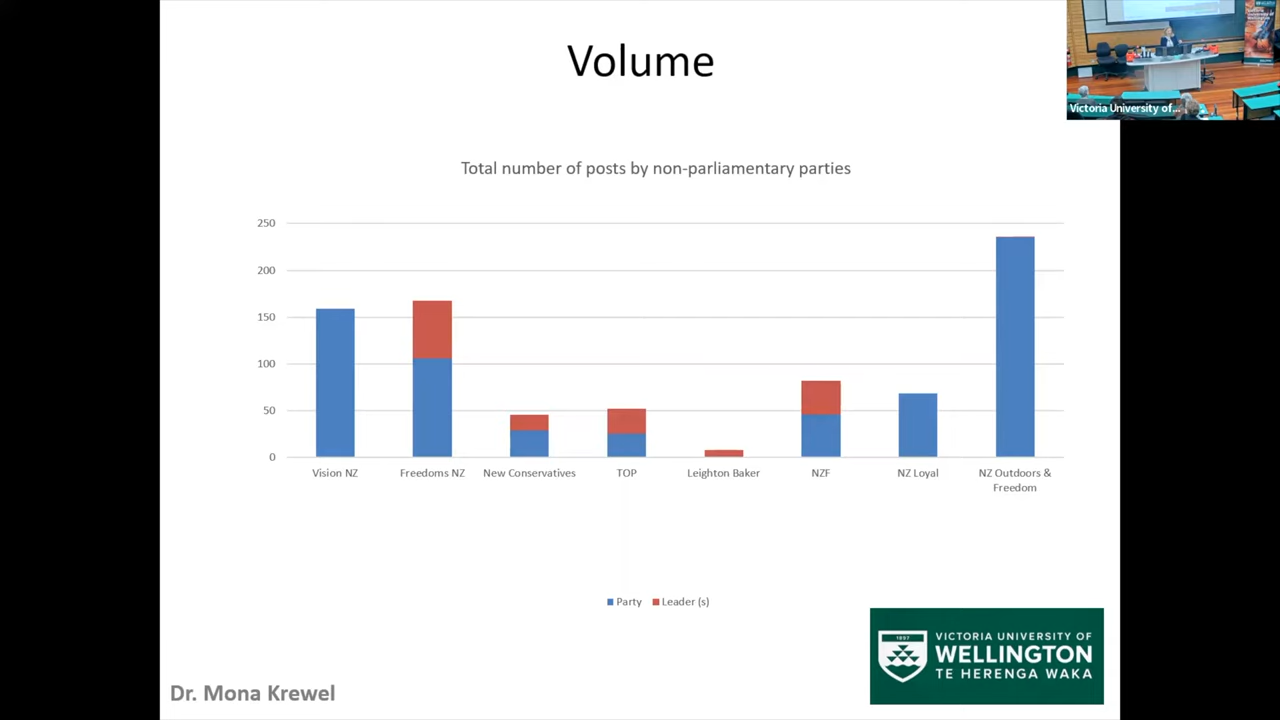 Volume
Victoria University of...
Total number of posts by non-parliamentary parties
250
200
150
100
50
0
Vision NZ
Freedoms NZ
New Conservatives
TOP
Leighton Baker
NZF
NZ Loyal
NZ Outdoors &
Freedom
Party
Leader (s)
1897
VICTORIA UNIVERSITY OF
WELLINGTON
TE HERENGA WAKA
Dr. Mona Krewel